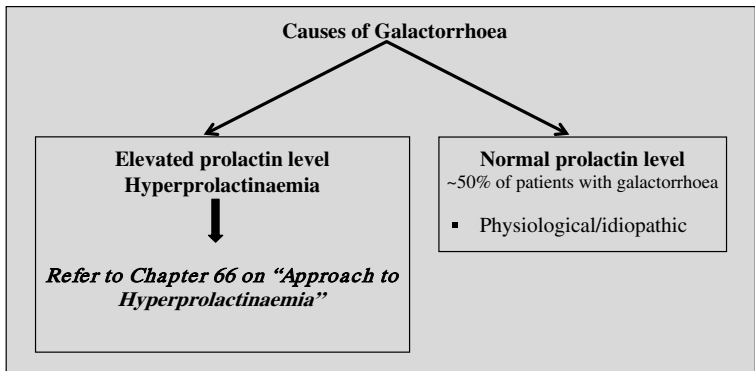 Causes of Galactorrhoea
Elevated prolactin level
Hyperprolactinaemia
Refer to Chapter 66 on “Approach to
Hyperprolactinaemia”
Normal prolactin level
~50% of patients with galactorrhoea
▪ Physiological/idiopathic